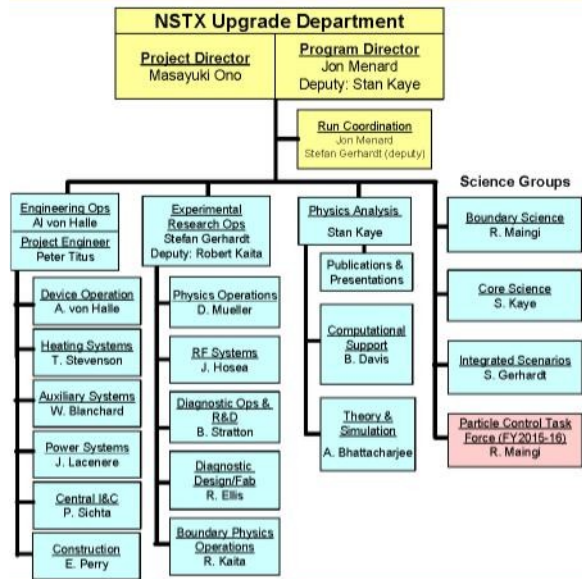 NSTX Upgrade Department
Project Director
Masayuki Ono
Program Director
Jon Menard
Deputy: Stan Kaye
Run Coordination
Jon Menard
Stefan Gerhardt (deputy)
Engineering Ops
Al von Halle
Project Engineer
Peter Titus
Device Operation
A. von Halle
Heating Systems
T. Stevenson
Auxiliary Systems
W. Blanchard
Power Systems
J. Lacenere
Central I&C
P. Sichta
Construction
E. Perry
Experimental
Research Ops
Stefan Gerhardt
Deputy: Robert Kaita
Physics Operations
D. Mueller
RF Systems
J. Hosea
Diagnostic Ops &
R&D
B. Stratton
Diagnostic
Design/Fab
R. Ellis
Boundary Physics
Operations
R. Kaita
Physics Analysis
Stan Kaye
Publications &
Presentations
Computational
Support
B. Davis
Theory &
Simulation
A. Bhattacharjee
Science Groups
Boundary Science
R. Maingi
Core Science
S. Kaye
Integrated Scenarios
S. Gerhardt
Particle Control Task
Force (FY2015-16)
R. Maingi